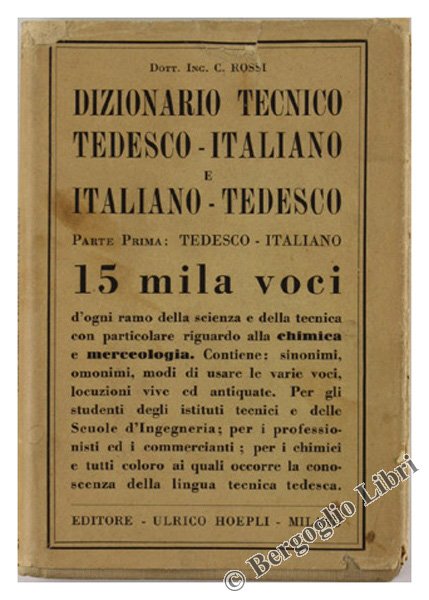 Dott. Ing. C. ROSSI
DIZIONARIO TECNICO
TEDESCO - ITALIANO
E
ITALIANO - TEDESCO
Parte Prima: TEDESCO - ITALIANO
15 mila voci
d'ogni ramo della scienza e della tecnica
con particolare riguardo alla chimica
e merceologia. Contiene: sinonimi,
omonimi, modi di usare le varie voci,
locuzioni vive ed antiquate. Per gli
studenti degli istituti tecnici e delle
Scuole d'Ingegneria; per i professio-
nisti ed i commercianti; per i chimici
e tutti coloro ai quali occorre la cono-
scenza della lingua tecnica tedesca.
EDITORE - ULRICO HOEPLI -
© Bergoglio Libri